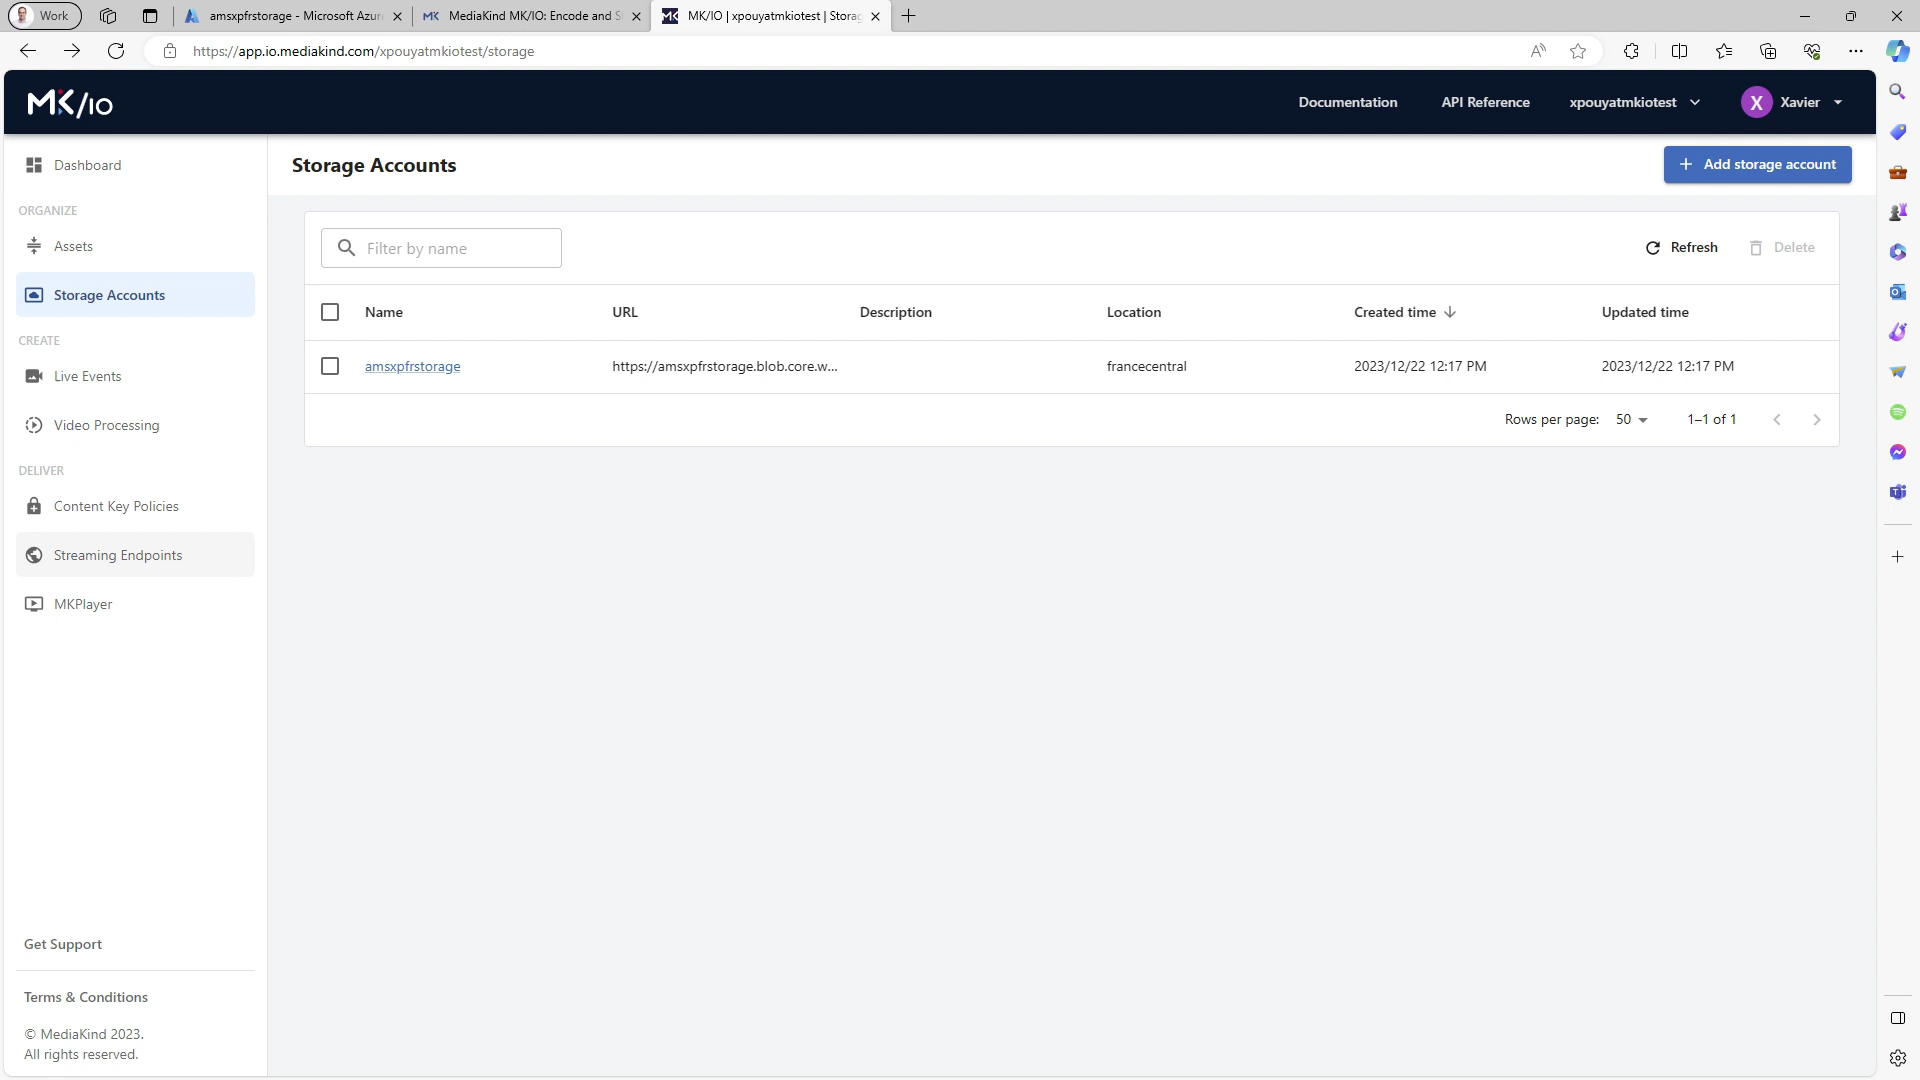 Work
amsxpfrstorage - Microsoft Azur
MediaKind MK/IO: Encode and S
MK/IO | xpouyatmkiotest | Storag
https://app.io.mediakind.com/xpouyatmkiotest/storage
MK/IO
Documentation
API Reference
xpouyatmkiotest
X
Xavier
Dashboard
ORGANIZE
Assets
Storage Accounts
CREATE
Live Events
Video Processing
DELIVER
Content Key Policies
Streaming Endpoints
MKPlayer
Get Support
Terms & Conditions
© MediaKind 2023.
All rights reserved.
Storage Accounts
Add storage account
Filter by name
Refresh
Delete
Name URL Description Location Created time Updated time
amsxpfrstorage https://amsxpfrstorage.blob.core.w... francecentral 2023/12/22 12:17 PM 2023/12/22 12:17 PM
Rows per page: 50 1–1 of 1